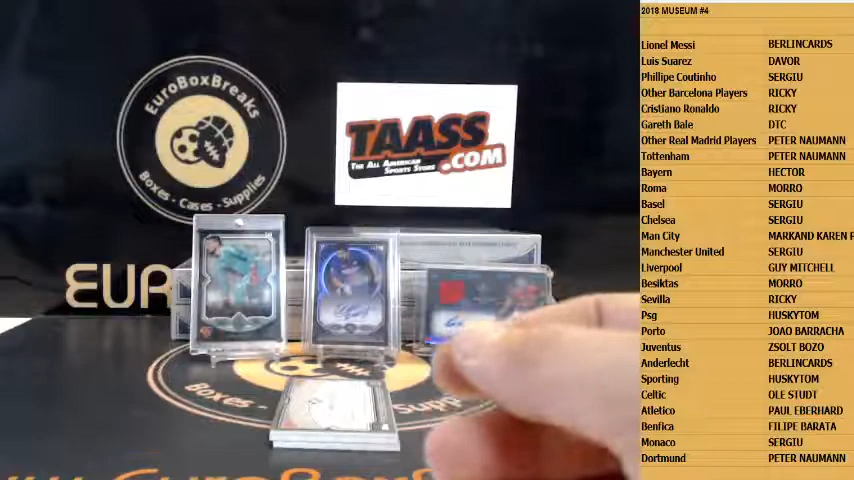 EuroBoxBreaks
Boxes - Cases - Supplies
TAASS
THE ALL AMERICAN
SPORTS STORE
.COM
EUR
Boxes
2018 MUSEUM #4
Lionel Messi BERLINCARDS
Luis Suarez DAVOR
Phillipe Coutinho SERGIU
Other Barcelona Players RICKY
Cristiano Ronaldo RICKY
Gareth Bale DTC
Other Real Madrid Players PETER NAUMANN
Tottenham PETER NAUMANN
Bayern HECTOR
Roma MORRO
Basel SERGIU
Chelsea SERGIU
Man City MARKAND KAREN P
Manchester United SERGIU
Liverpool GUY MITCHELL
Besiktas MORRO
Sevilla RICKY
Psg HUSKYTOM
Porto JOAO BARRACHA
Juventus ZSOLT BOZO
Anderfecht BERLINCARDS
Sporting HUSKYTOM
Celtic OLE STUDT
Atletico PAUL EBERHARD
Benfica FILIPE BARATA
Monaco SERGIU
Dortmund PETER NAUMANN